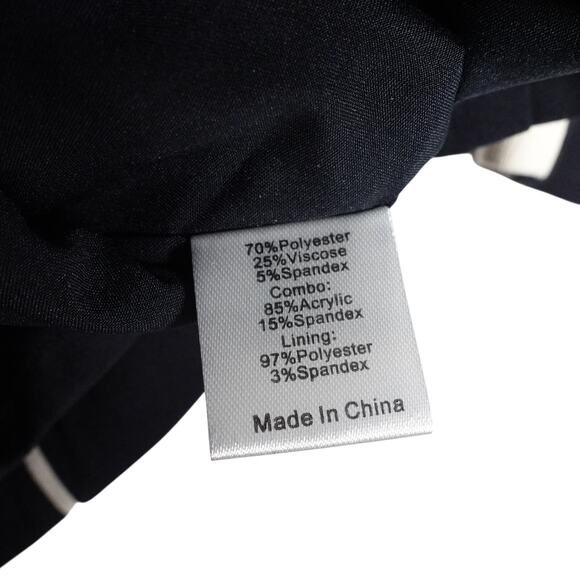 70%Polyester
25%Viscose
5%Spandex
Combo:
85%Acrylic
15%Spandex
Lining:
97%Polyester
3%Spandex
Made In China